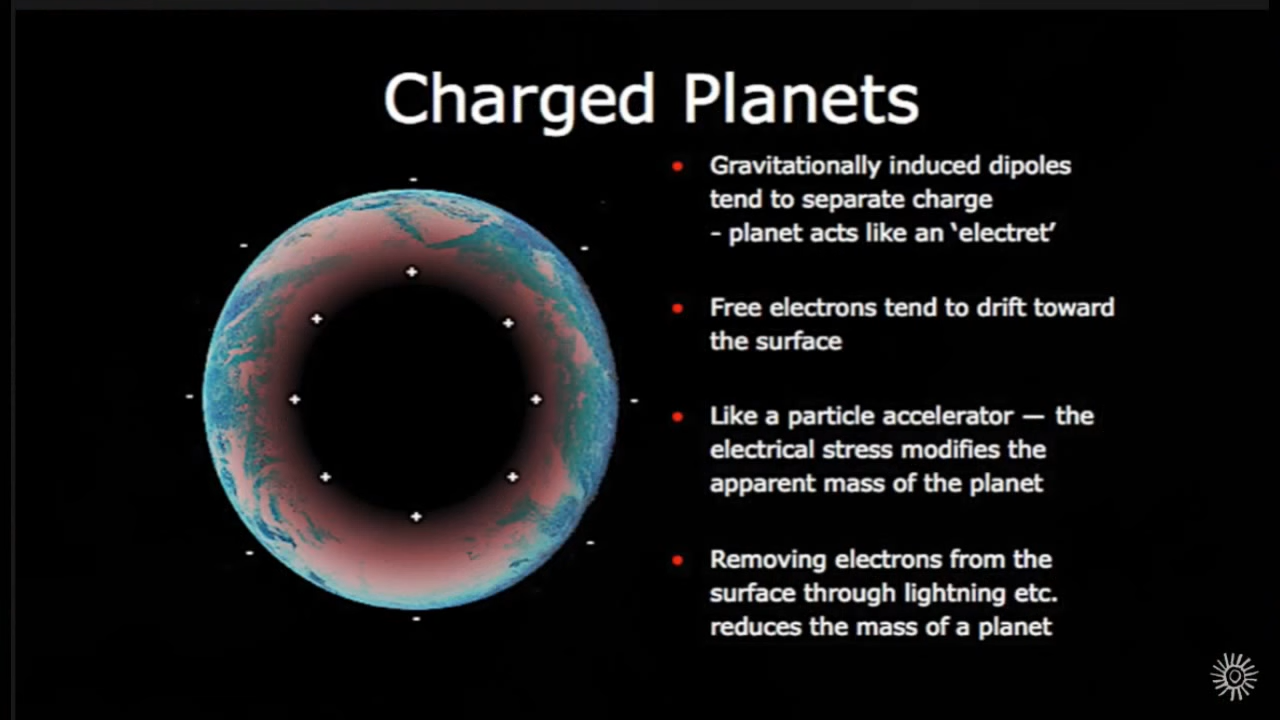 Charged Planets
Gravitationally induced dipoles
tend to separate charge
- planet acts like an ‘electret’
Free electrons tend to drift toward
the surface
Like a particle accelerator — the
electrical stress modifies the
apparent mass of the planet
Removing electrons from the
surface through lightning etc.
reduces the mass of a planet